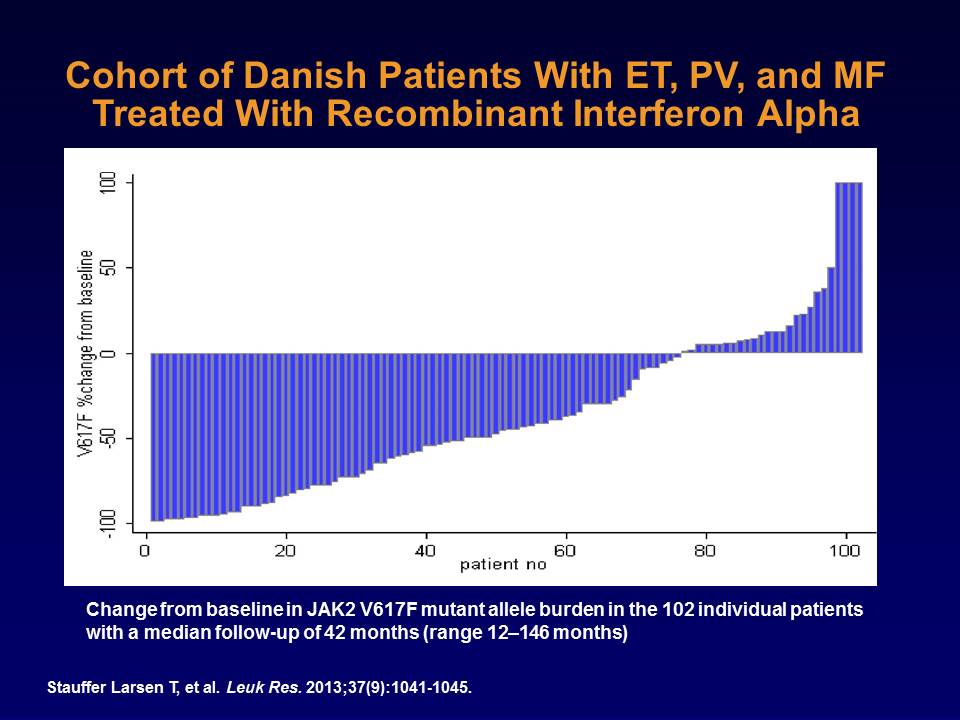 Cohort of Danish Patients With ET, PV, and MF
Treated With Recombinant Interferon Alpha
V617F %change from baseline
100
50
0
-50
-100
0 20 40 60 80 100
patient no
Change from baseline in JAK2 V617F mutant allele burden in the 102 individual patients
with a median follow-up of 42 months (range 12–146 months)
Stauffer Larsen T, et al. Leuk Res. 2013;37(9):1041-1045.